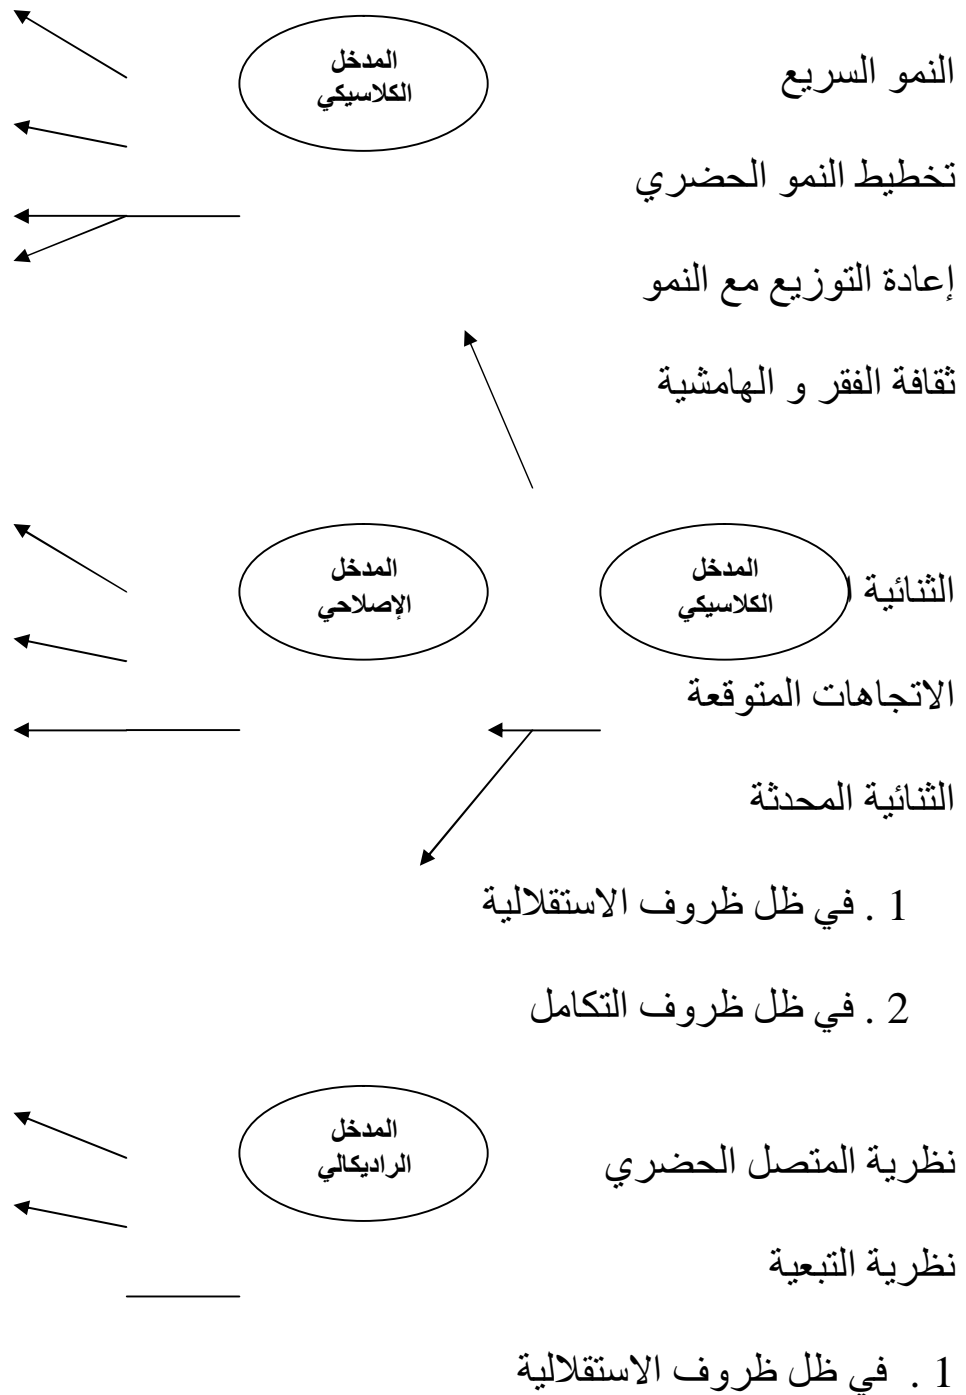 النمو السريع
المدخل
الكلاسيكي
تخطيط النمو الحضري
إعادة التوزيع مع النمو
ثقافة الفقر و الهامشية
الثنائية
المدخل
الكلاسيكي
المدخل
الإصلاحي
الاتجاهات المتوقعة
الثنائية المحدثة
1 . في ظل ظروف الاستقلالية
2 . في ظل ظروف التكامل
المدخل
الراديكالي
نظرية المتصل الحضري
نظرية التبعية
1 . في ظل ظروف الاستقلالية